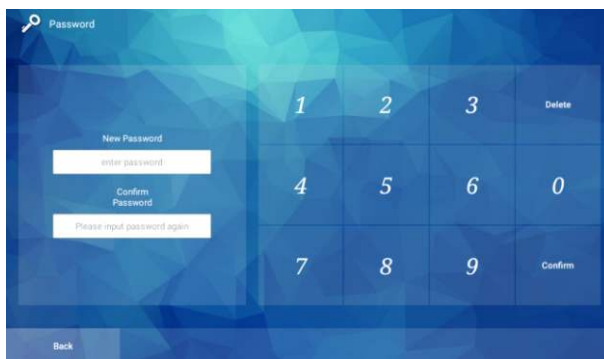 Password
New Password
enter password
Confirm
Password
Please input password again
1 2 3 Delete
4 5 6 0
7 8 9 Confirm
Back